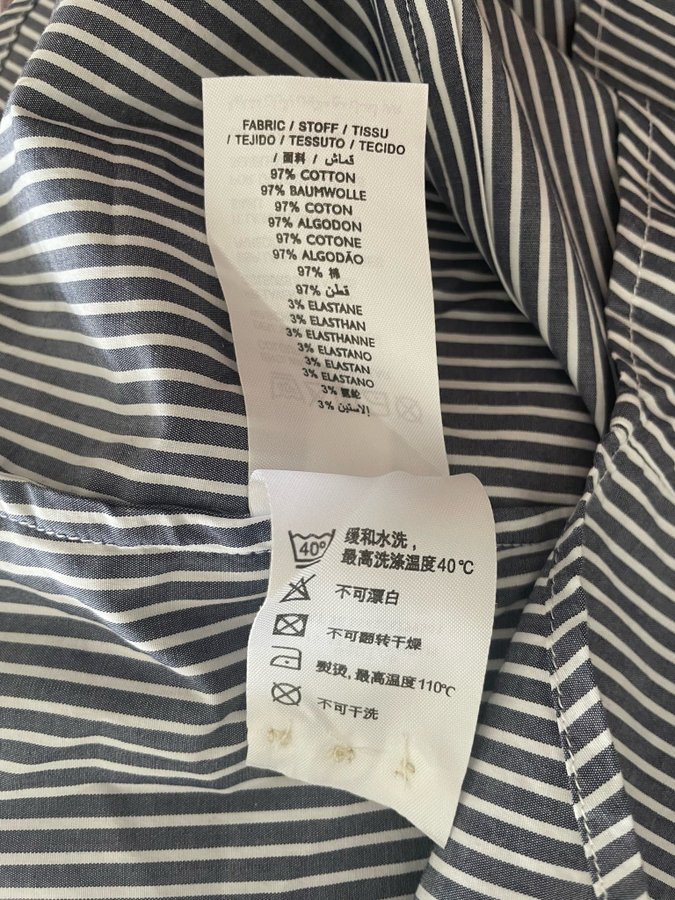 FABRIC / STOFF / TISSU
/ TEJIDO / TESSUTO / TECIDO
/ 面料 / قماش /
97% COTTON
97% BAUMWOLLE
97% COTON
97% ALGODON
97% COTONE
97% ALGODÃO
97% 棉
97% قطن
3% ELASTANE
3% ELASTHAN
3% ELASTHANNE
3% ELASTANO
3% ELASTAN
3% ELASTANO
3% 氨纶
3% الاستين!
40°
缓和水洗,
最高洗涤温度40°C
不可漂白
不可翻转干燥
熨烫,最高温度110℃
不可干洗